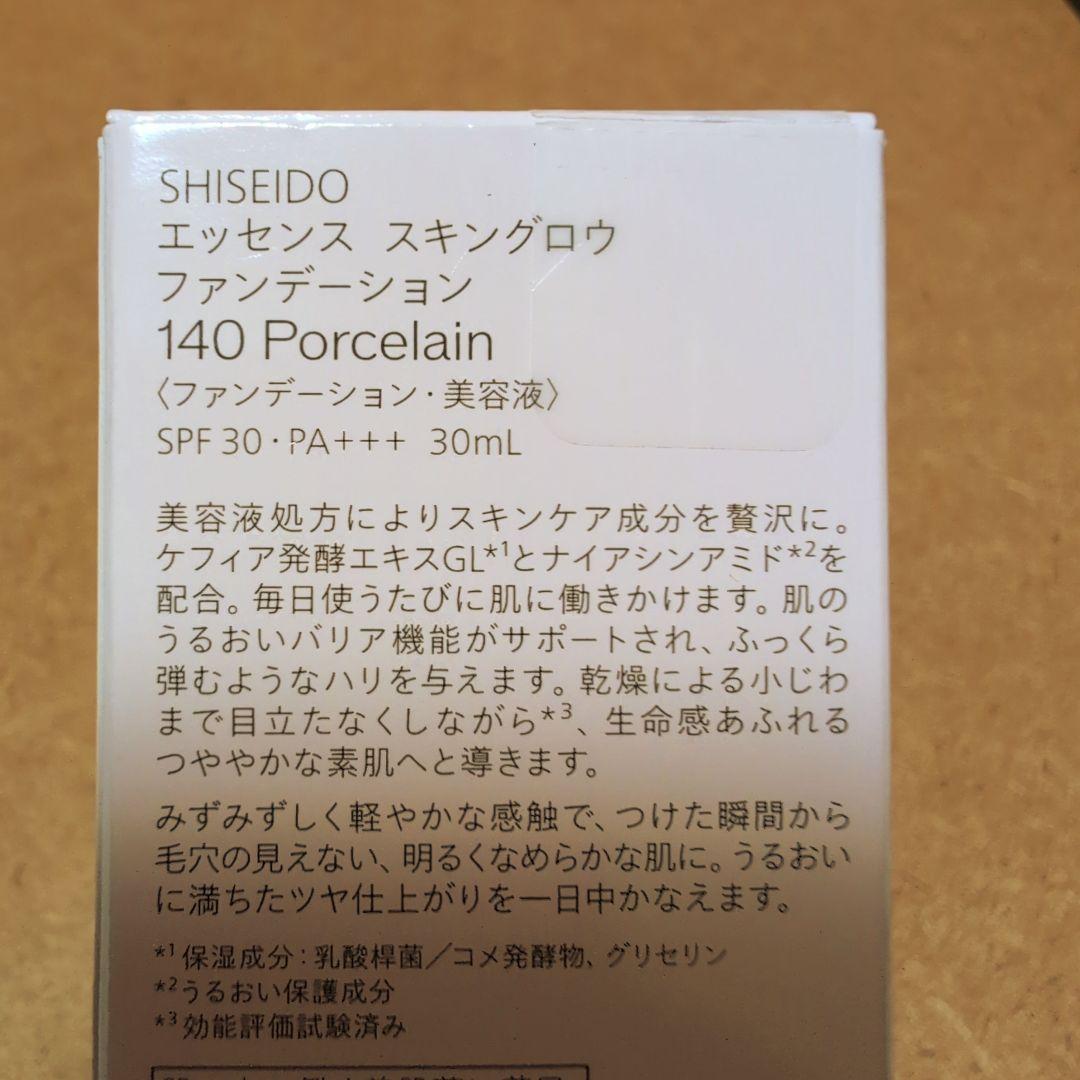 SHISEIDO
エッセンス スキングロウ
ファンデーション
140 Porcelain
〈ファンデーション・美容液〉
SPF 30・PA+++ 30mL
美容液処方によりスキンケア成分を贅沢に。
ケフィア発酵エキスGL*1とナイアシンアミド*2を
配合。毎日使うたびに肌に働きかけます。肌の
うるおいバリア機能がサポートされ、ふっくら
弾むようなハリを与えます。乾燥による小じわ
まで目立たなくしながら*3、生命感あふれる
つややかな素肌へと導きます。
みずみずしく軽やかな感触で、つけた瞬間から
毛穴の見えない、明るくなめらかな肌に。うるおい
に満ちたツヤ仕上がりを一日中かなえます。
*1 保湿成分：乳酸桿菌／コメ発酵物、グリセリン
*2 うるおい保護成分
*3 効能評価試験済み